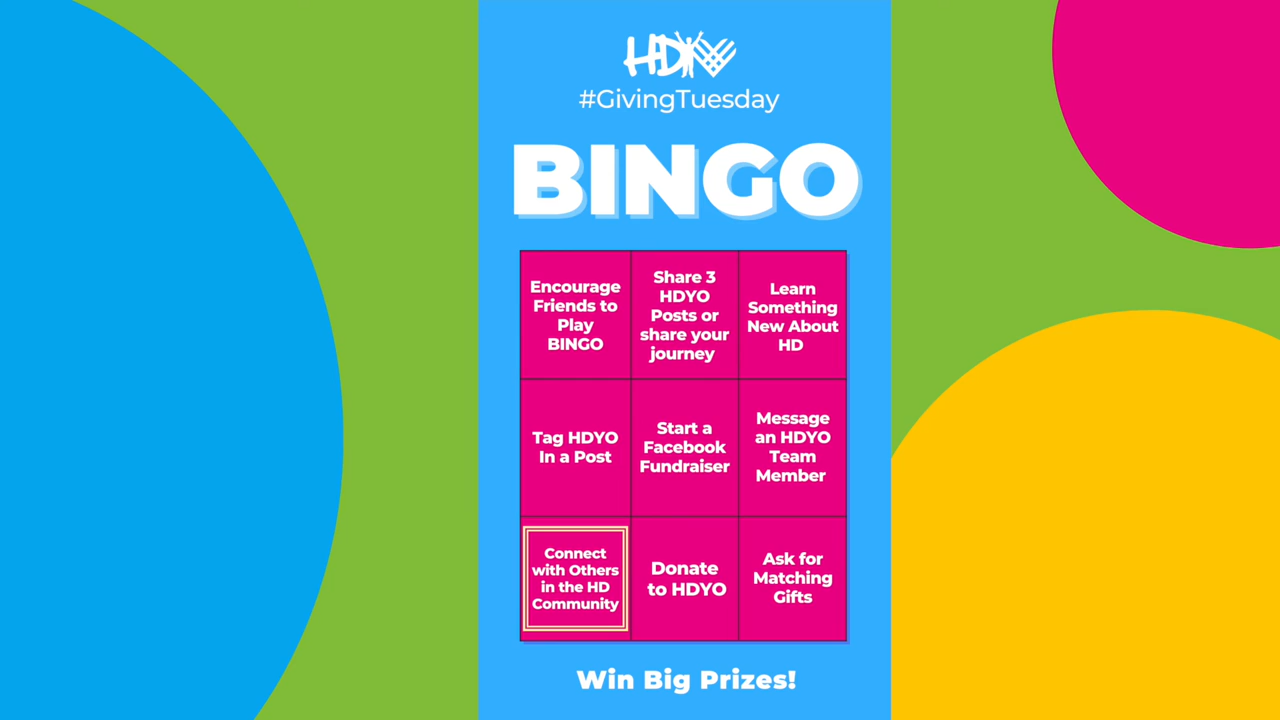 HDYO
#GivingTuesday
BINGO
Encourage
Friends to
Play
BINGO
Share 3
HDYO
Posts or
share your
journey
Learn
Something
New About
HD
Tag HDYO
In a Post
Start a
Facebook
Fundraiser
Message
an HDYO
Team
Member
Connect
with Others
in the HD
Community
Donate
to HDYO
Ask for
Matching
Gifts
Win Big Prizes!